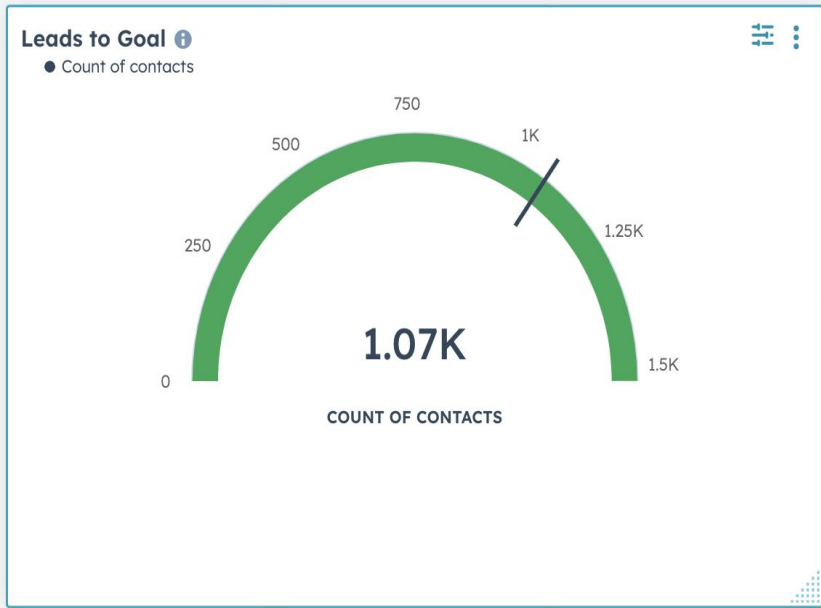 Leads to Goal
Count of contacts
750
500
1K
250
1.25K
1.07K
0
1.5K
COUNT OF CONTACTS